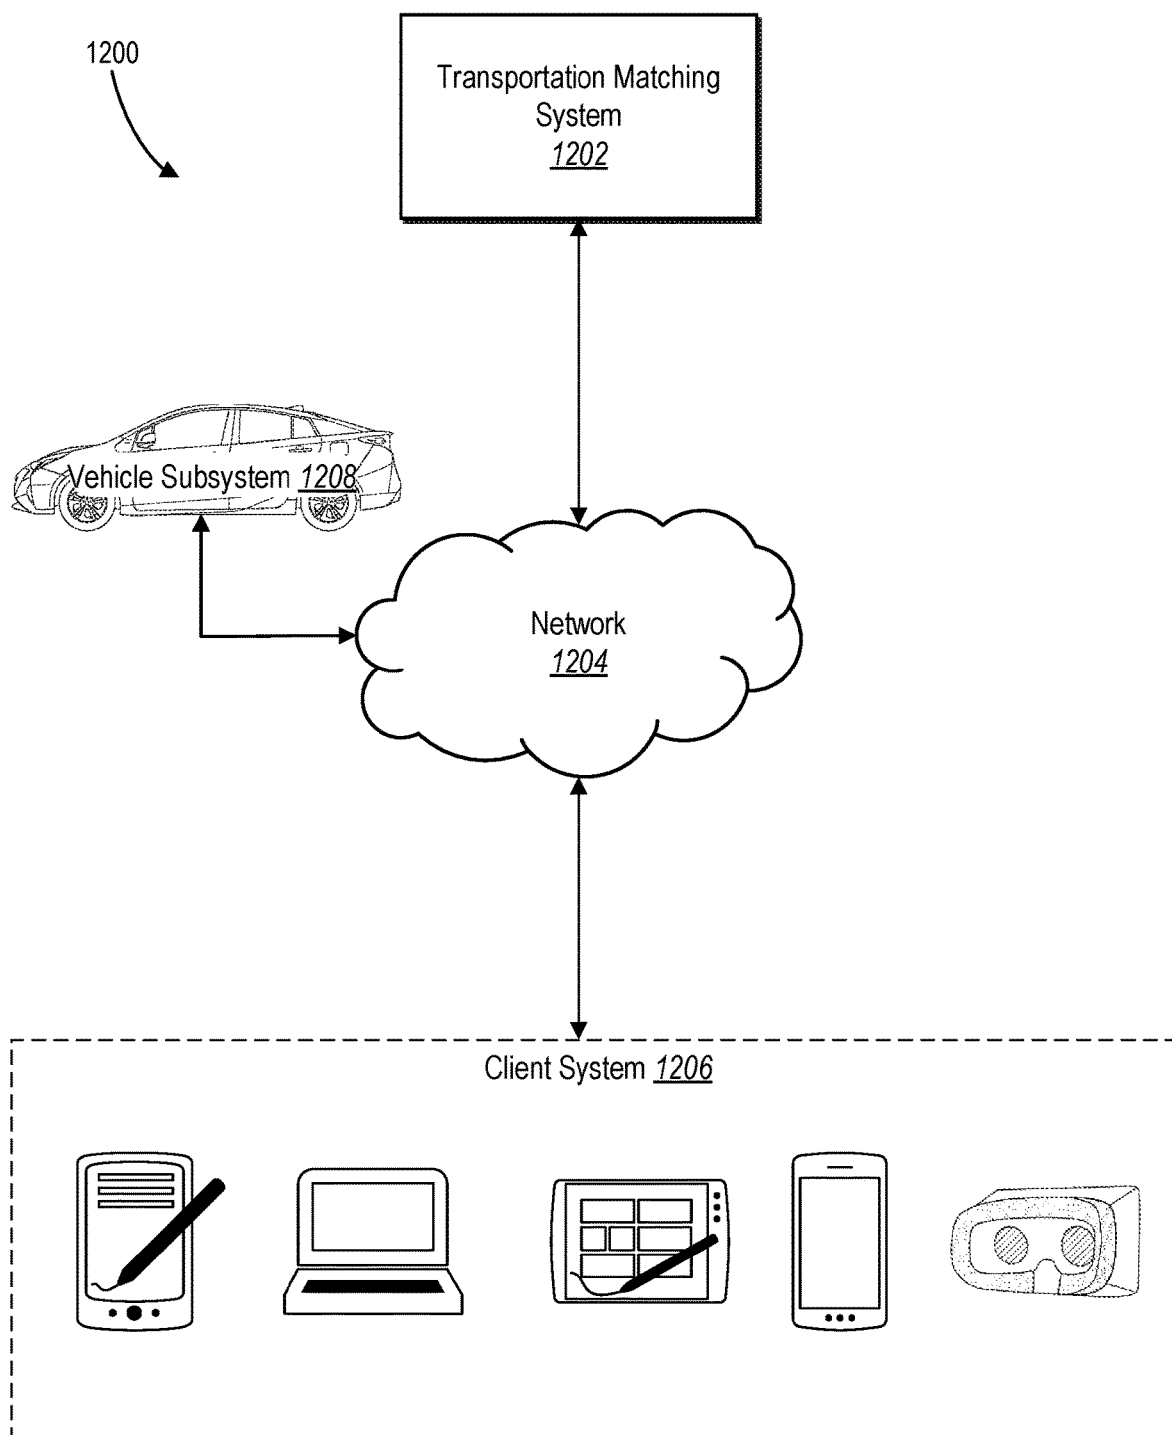 1200
Transportation Matching
System
1202
Vehicle Subsystem 1208
Network
1204
Client System 1206